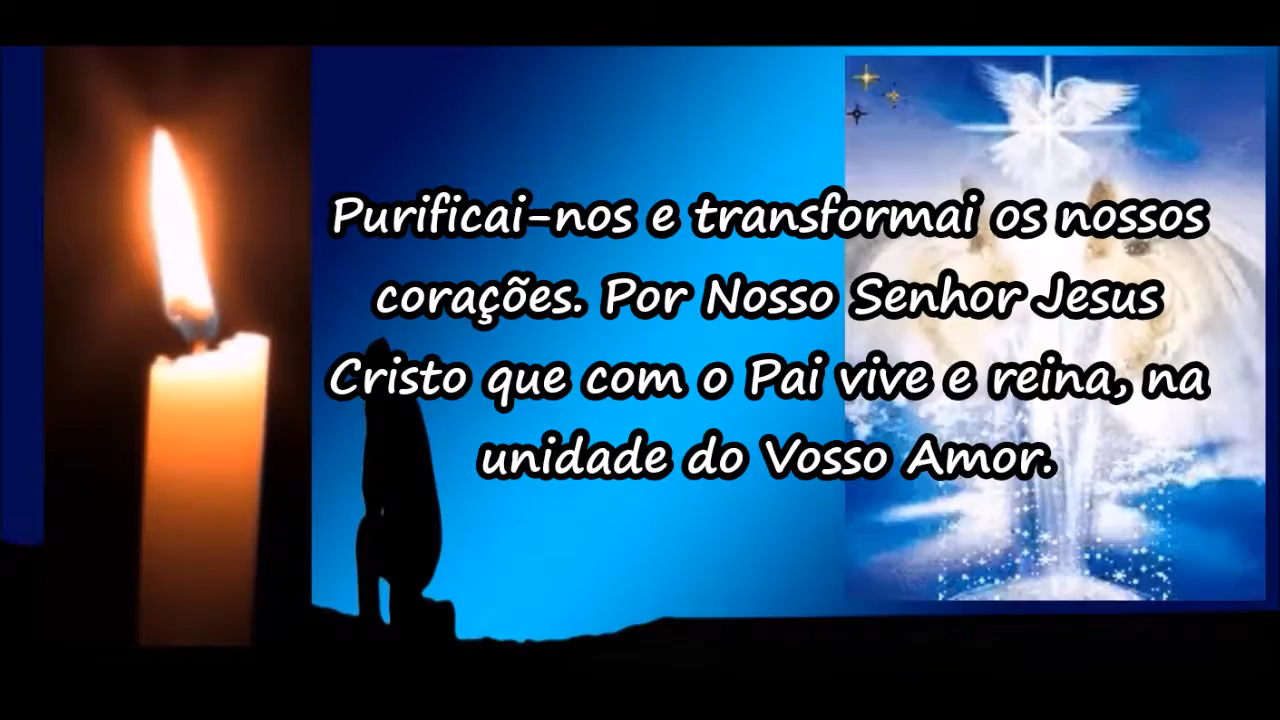 Purificai-nos e transformai os nossos
corações. Por Nosso Senhor Jesus
Cristo que com o Pai vive e reina, na
unidade do Vosso Amor.